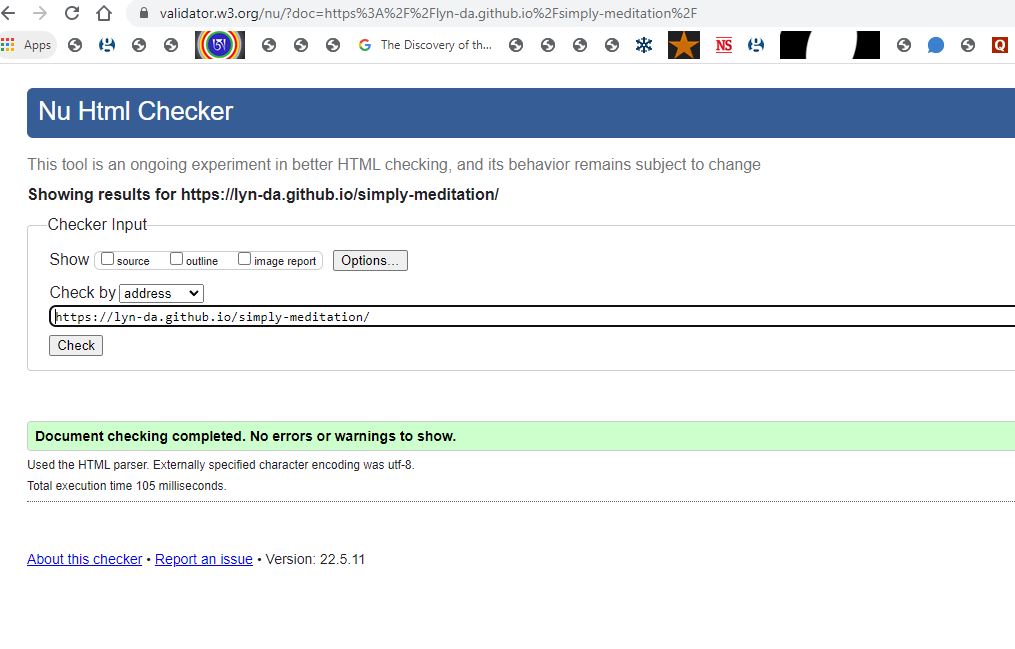 validator.w3.org/nu/?doc=https%3A%2F%2Flyn-da.github.io%2Fsimply-meditation%2F
Apps The Discovery of th... NS Q
Nu Html Checker
This tool is an ongoing experiment in better HTML checking, and its behavior remains subject to change
Showing results for https://lyn-da.github.io/simply-meditation/
Checker Input
Show source outline image report Options...
Check by address
https://lyn-da.github.io/simply-meditation/
Check
Document checking completed. No errors or warnings to show.
Used the HTML parser. Externally specified character encoding was utf-8.
Total execution time 105 milliseconds.
About this checker • Report an issue • Version: 22.5.11